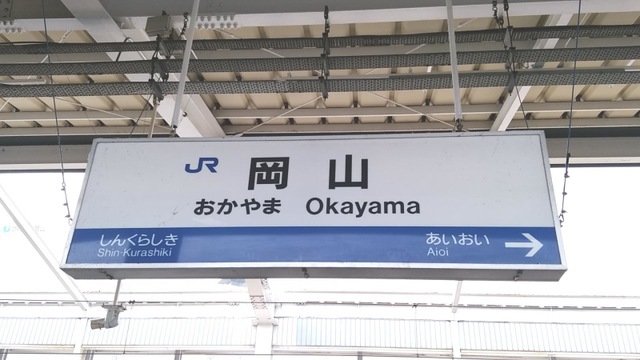 JR 岡山
おかやま Okayama
しんくらしき あいおい →
Shin-Kurashiki Aioi